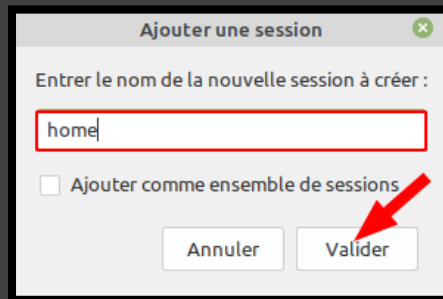 Ajouter une session
Entrer le nom de la nouvelle session à créer :
home
Ajouter comme ensemble de sessions
Annuler
Valider